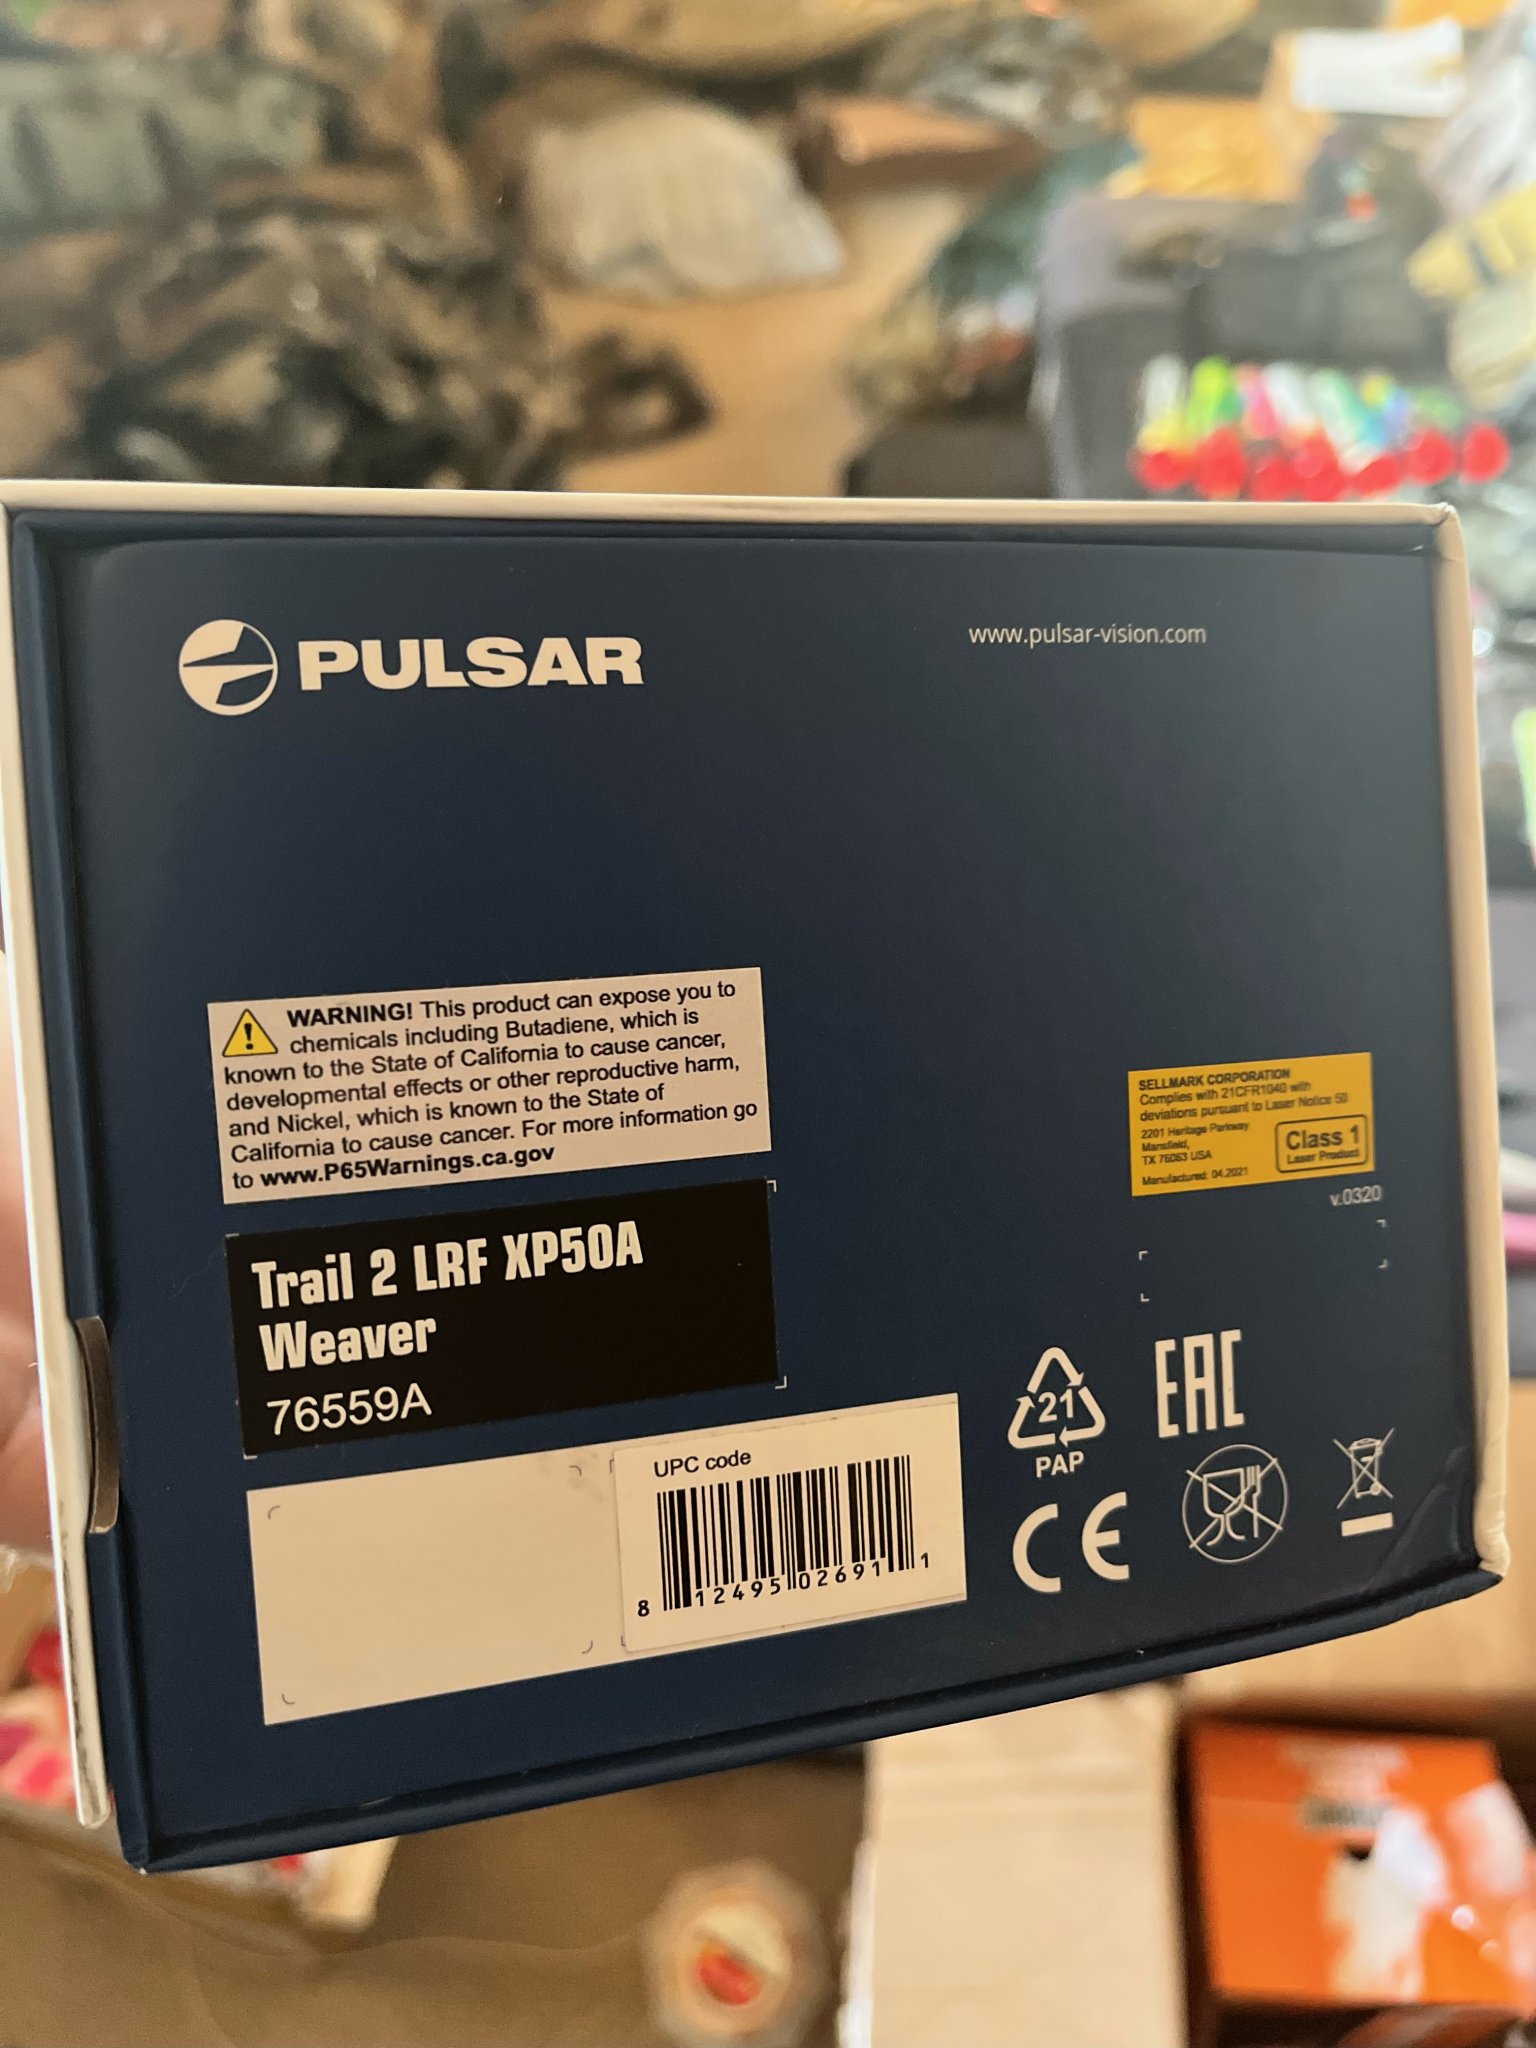 PULSAR
www.pulsar-vision.com
WARNING! This product can expose you to
chemicals including Butadiene, which is
known to the State of California to cause cancer,
developmental effects or other reproductive harm,
and Nickel, which is known to the State of
California to cause cancer. For more information go
to www.P65Warnings.ca.gov
SELLMARK CORPORATION
Complies with 21CFR1040 with
deviations pursuant to Laser Notice 50
2201 Heritage Parkway
Mansfield,
TX 76063 USA
Manufactured: 04.2021
Class 1
Laser Product
v.0320
Trail 2 LRF XP50A
Weaver
76559A
UPC code
8 12495 02691 1
21
PAP
EAC
CE